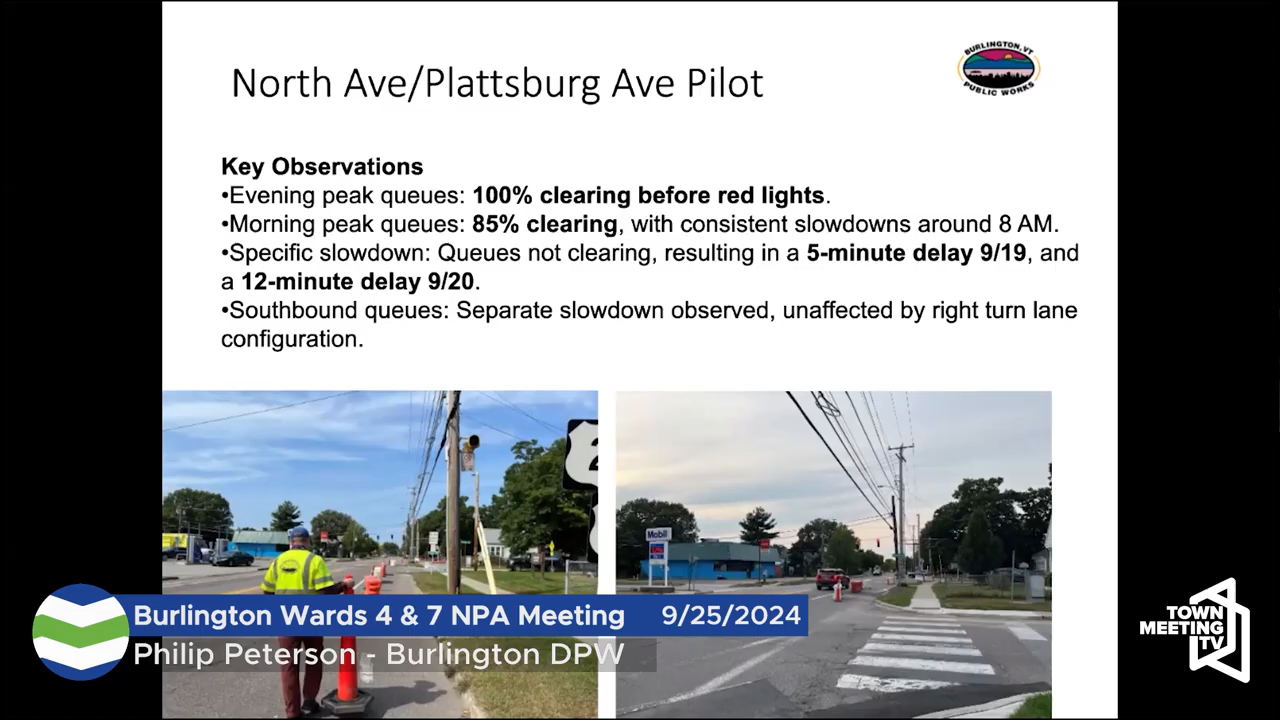 North Ave/Plattsburg Ave Pilot
BURLINGTON, VT
PUBLIC WORKS
Key Observations
•Evening peak queues: 100% clearing before red lights.
•Morning peak queues: 85% clearing, with consistent slowdowns around 8 AM.
•Specific slowdown: Queues not clearing, resulting in a 5-minute delay 9/19, and
a 12-minute delay 9/20.
•Southbound queues: Separate slowdown observed, unaffected by right turn lane
configuration.
2
Mobil
Burlington Wards 4 & 7 NPA Meeting 9/25/2024
Philip Peterson - Burlington DPW
TOWN
MEETING
TV